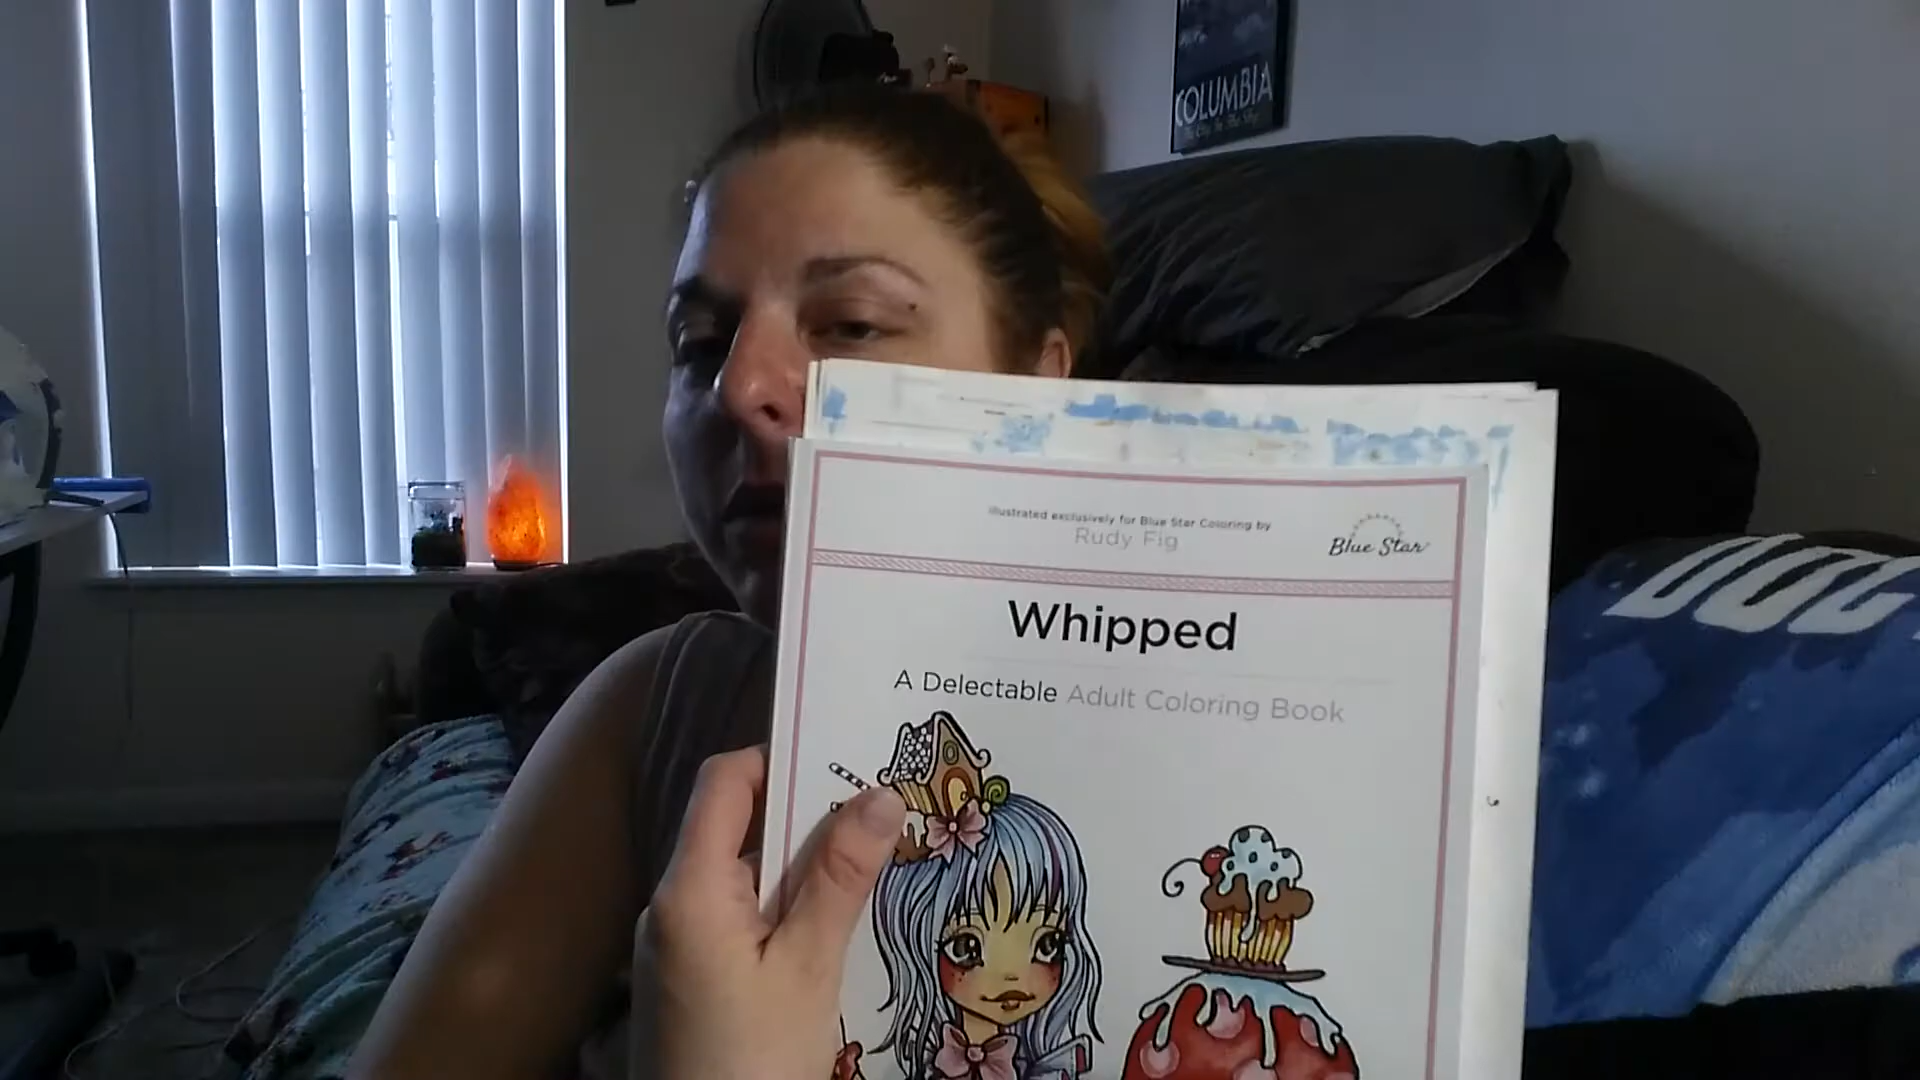 COLUMBIA
Illustrated exclusively for Blue Star Coloring by
Rudy Fig
Blue Star
Whipped
A Delectable Adult Coloring Book